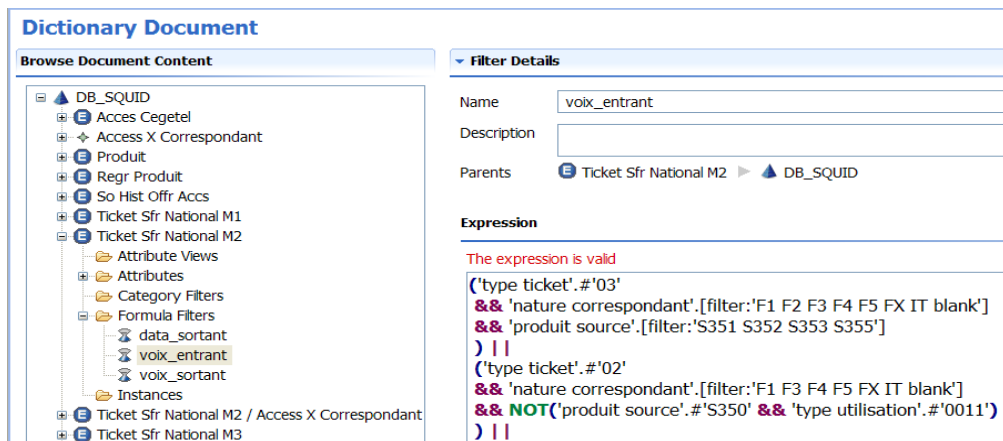 Dictionary Document
Browse Document Content
DB_SQUID
Acces Cegetel
Access X Correspondant
Produit
Regr Produit
So Hist Offr Accs
Ticket Sfr National M1
Ticket Sfr National M2
Attribute Views
Attributes
Category Filters
Formula Filters
data_sortant
voix_entrant
voix_sortant
Instances
Ticket Sfr National M2 / Access X Correspondant
Ticket Sfr National M3
Filter Details
Name voix_entrant
Description
Parents Ticket Sfr National M2 DB_SQUID
Expression
The expression is valid
('type ticket'.#'03'
&& 'nature correspondant'.[filter:'F1 F2 F3 F4 F5 FX IT blank']
&& 'produit source'.[filter:'S351 S352 S353 S355']
) ||
('type ticket'.#'02'
&& 'nature correspondant'.[filter:'F1 F3 F4 F5 FX IT blank']
&& NOT('produit source'.#'S350' && 'type utilisation'.#'0011')
) ||